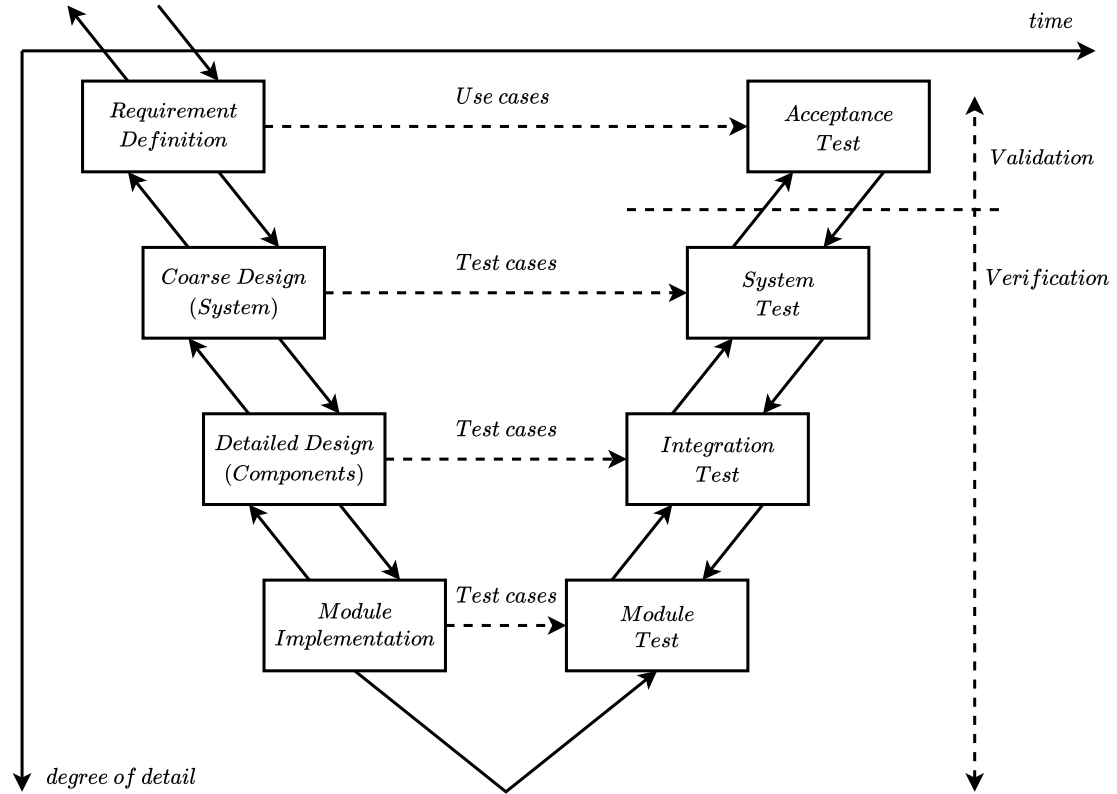 time
Requirement
Definition
Use cases
Acceptance
Test
Validation
Coarse Design
(System)
Test cases
System
Test
Verification
Detailed Design
(Components)
Test cases
Integration
Test
Module
Implementation
Test cases
Module
Test
degree of detail